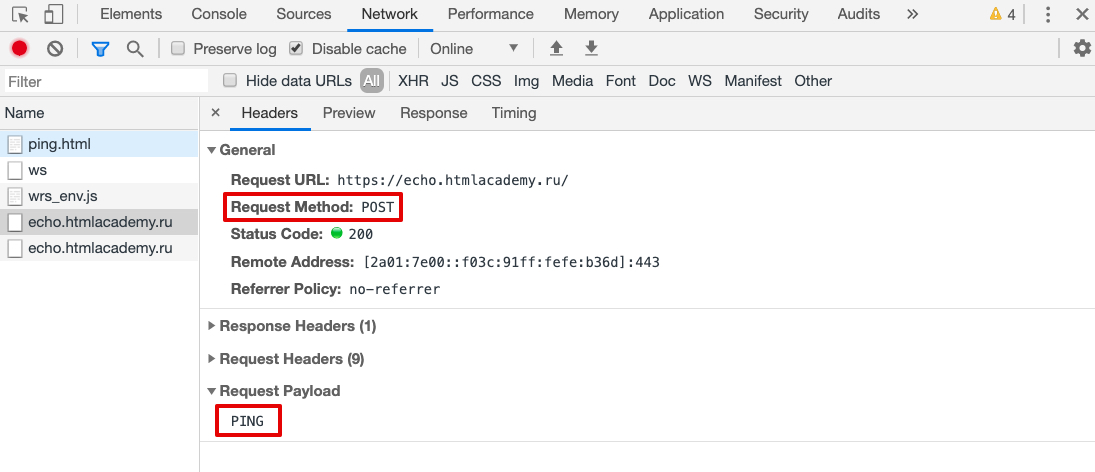 Elements Console Sources Network Performance Memory Application Security Audits » 4
Preserve log Disable cache Online
Filter Hide data URLs All XHR JS CSS Img Media Font Doc WS Manifest Other
Name × Headers Preview Response Timing
ping.html
ws
wrs_env.js
echo.htmlacademy.ru
echo.htmlacademy.ru
General
Request URL: https://echo.htmlacademy.ru/
Request Method: POST
Status Code: 200
Remote Address: [2a01:7e00::f03c:91ff:fefe:b36d]:443
Referrer Policy: no-referrer
Response Headers (1)
Request Headers (9)
Request Payload
PING